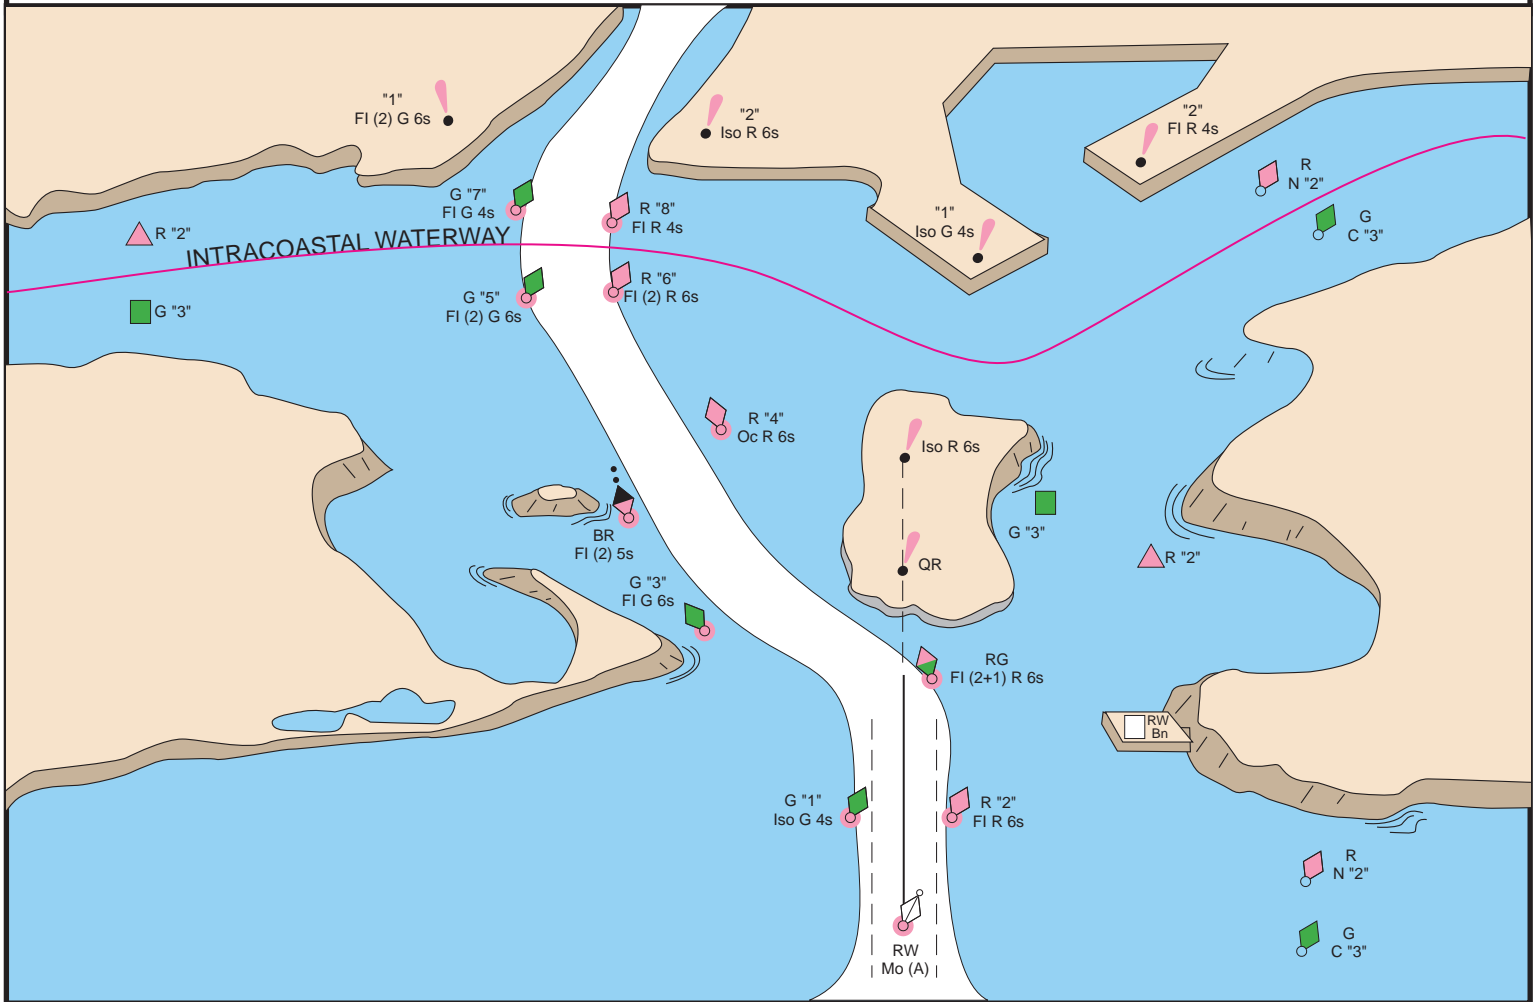 "1"
Fl (2) G 6s
"2"
Iso R 6s
"2"
Fl R 4s
R
N "2"
G "7"
Fl G 4s
R "8"
Fl R 4s
"1"
Iso G 4s
G
C "3"
R "2"
INTRACOASTAL WATERWAY
G "3"
G "5"
Fl (2) G 6s
R "6"
Fl (2) R 6s
R "4"
Oc R 6s
Iso R 6s
G "3"
BR
Fl (2) 5s
R "2"
QR
G "3"
Fl G 6s
RG
Fl (2+1) R 6s
RW
Bn
G "1"
Iso G 4s
R "2"
Fl R 6s
R
N "2"
RW
Mo (A)
G
C "3"